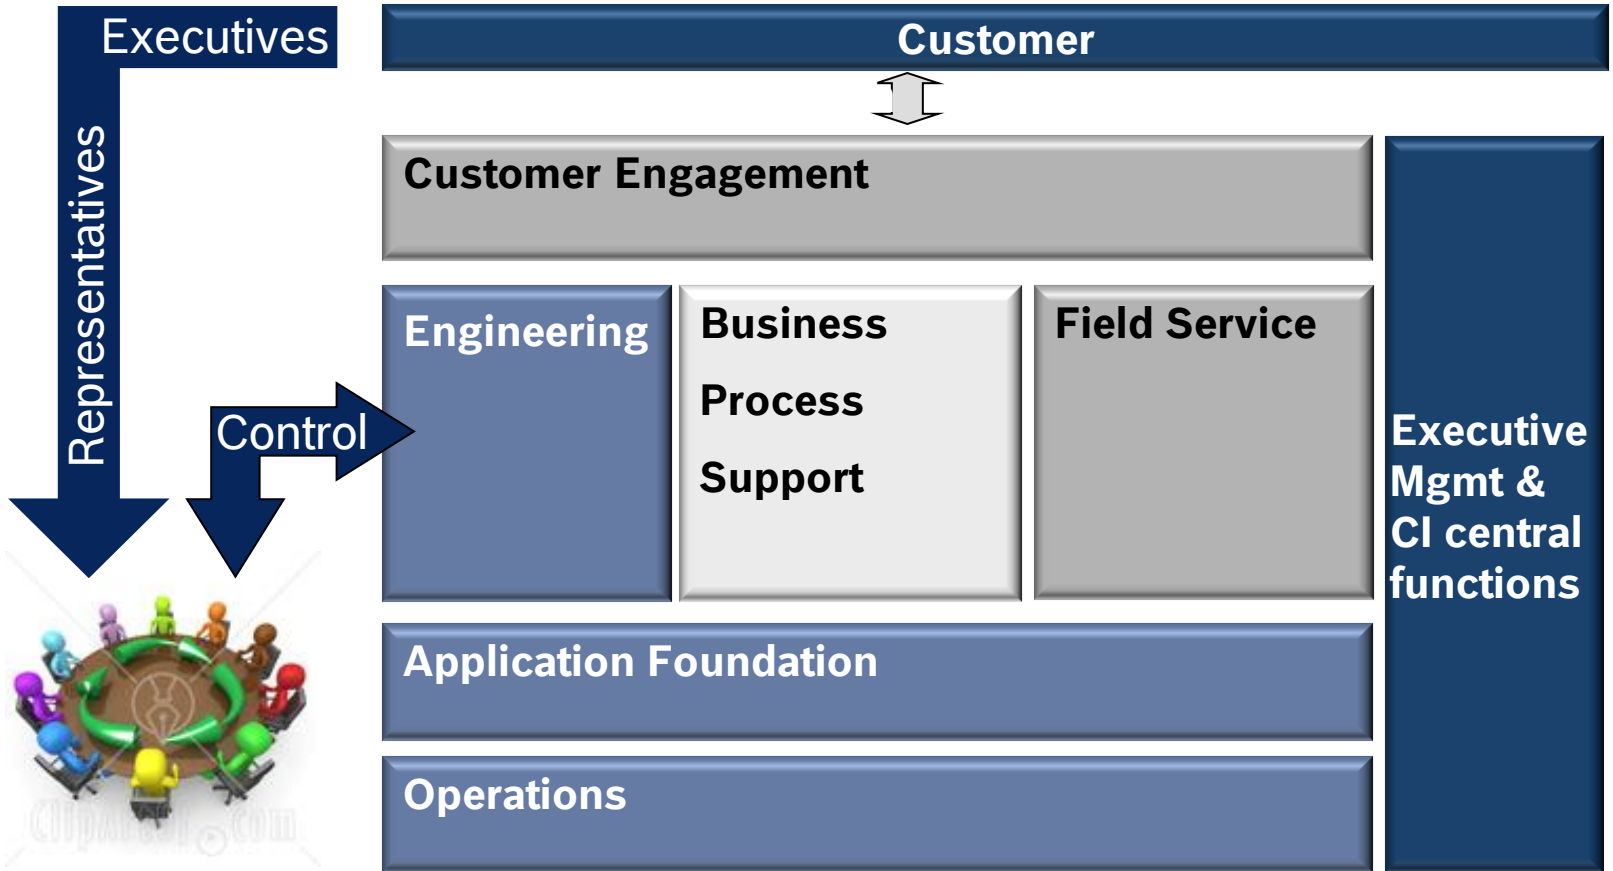 Executives
Representatives
Control
Customer
Customer Engagement
Engineering
Business
Process
Support
Field Service
Executive
Mgmt &
CI central
functions
Application Foundation
Operations